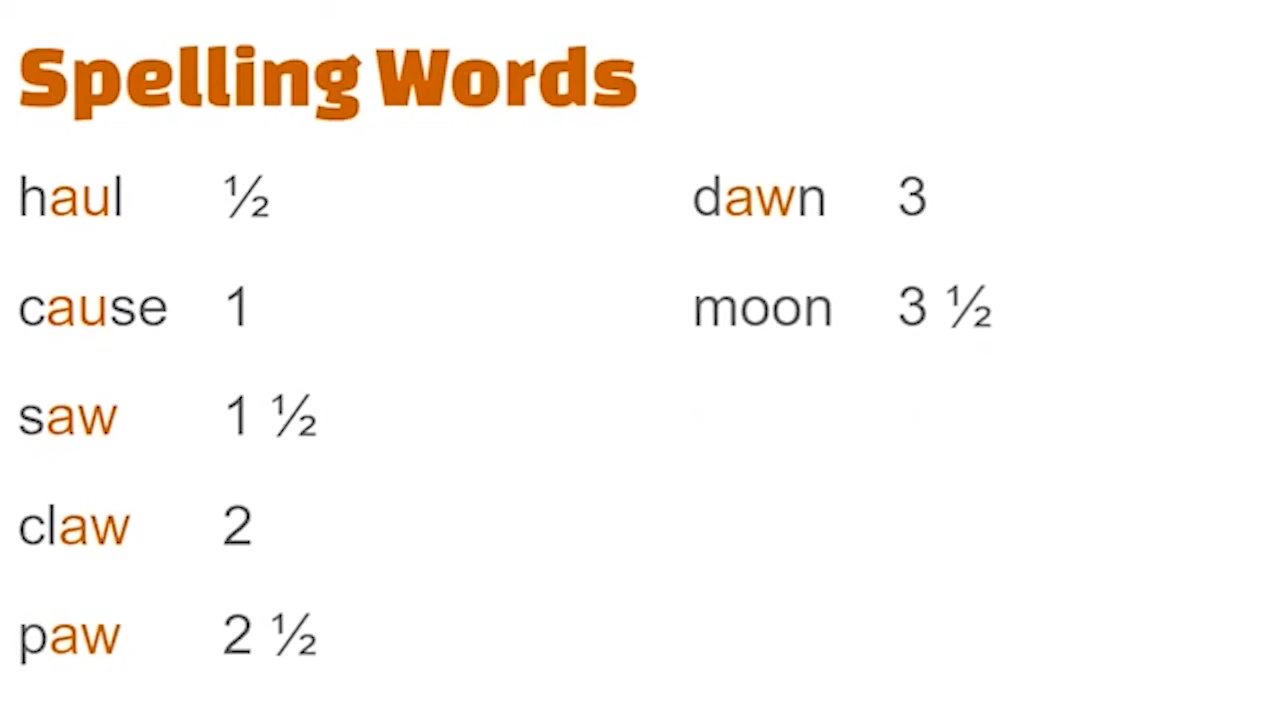 Spelling Words
haul ½
cause 1
saw 1 ½
claw 2
paw 2 ½
dawn 3
moon 3 ½